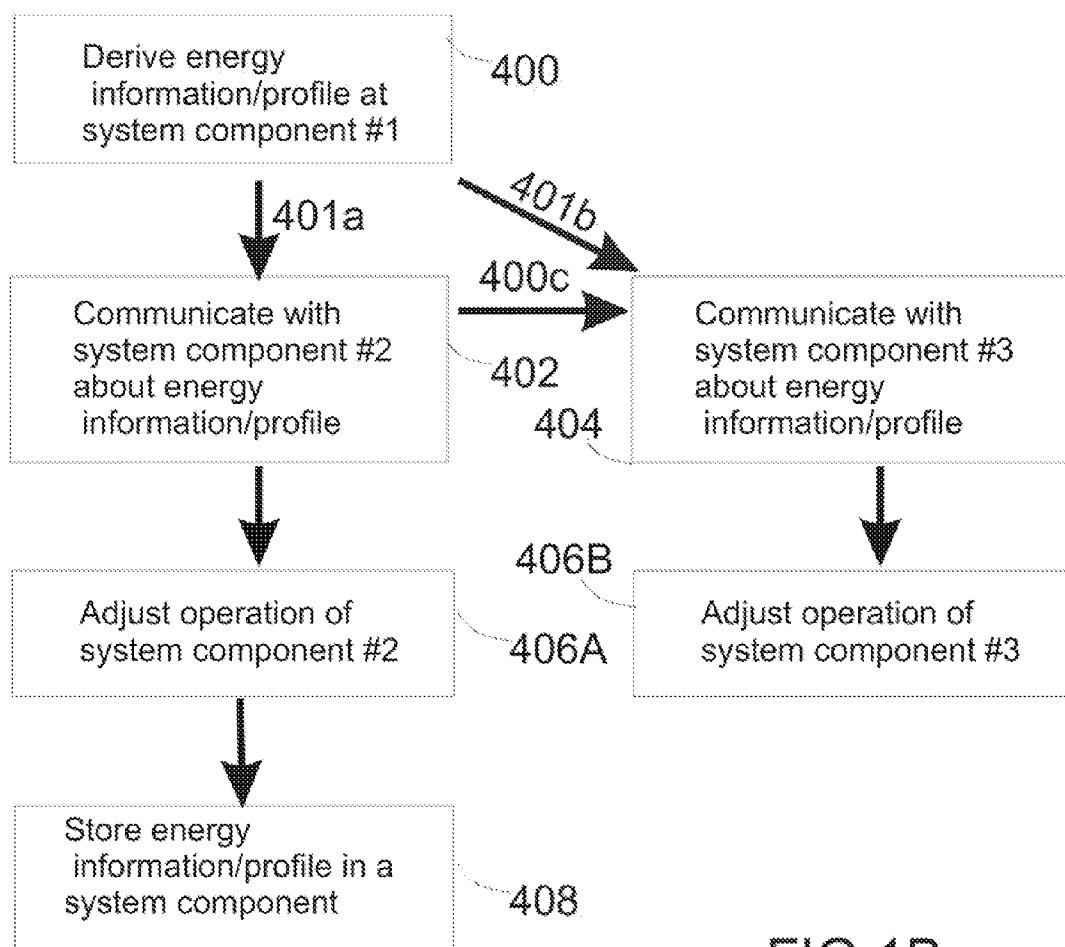 Derive energy
information/profile at
system component #1
400
401a
401b
400c
Communicate with
system component #2
about energy
information/profile
402
Communicate with
system component #3
about energy
information/profile
404
Adjust operation of
system component #2
406A
406B
Adjust operation of
system component #3
Store energy
information/profile in a
system component
408
FIG 1B